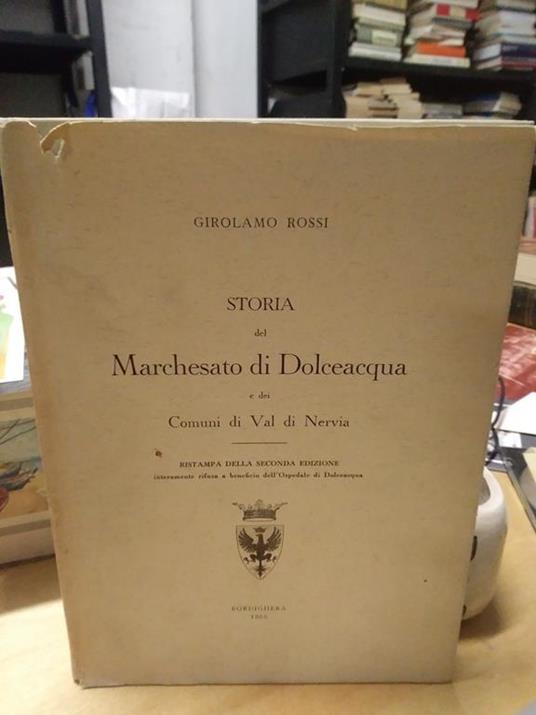 GIROLAMO ROSSI
STORIA
del
Marchesato di Dolceacqua
e dei
Comuni di Val di Nervia
RISTAMPA DELLA SECONDA EDIZIONE
interamente rifusa a beneficio dell'Ospedale di Dolceacqua
BORDIGHERA